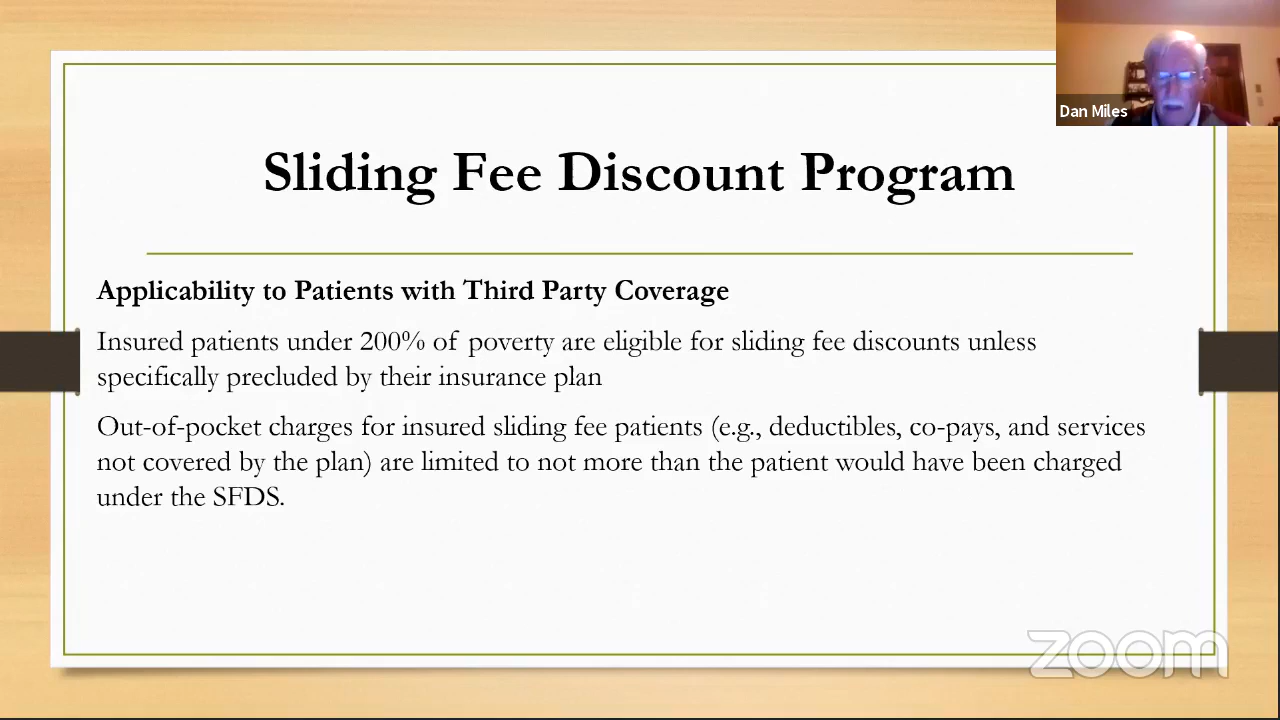 Dan Miles
Sliding Fee Discount Program
Applicability to Patients with Third Party Coverage
Insured patients under 200% of poverty are eligible for sliding fee discounts unless
specifically precluded by their insurance plan
Out-of-pocket charges for insured sliding fee patients (e.g., deductibles, co-pays, and services
not covered by the plan) are limited to not more than the patient would have been charged
under the SFDS.
zoom